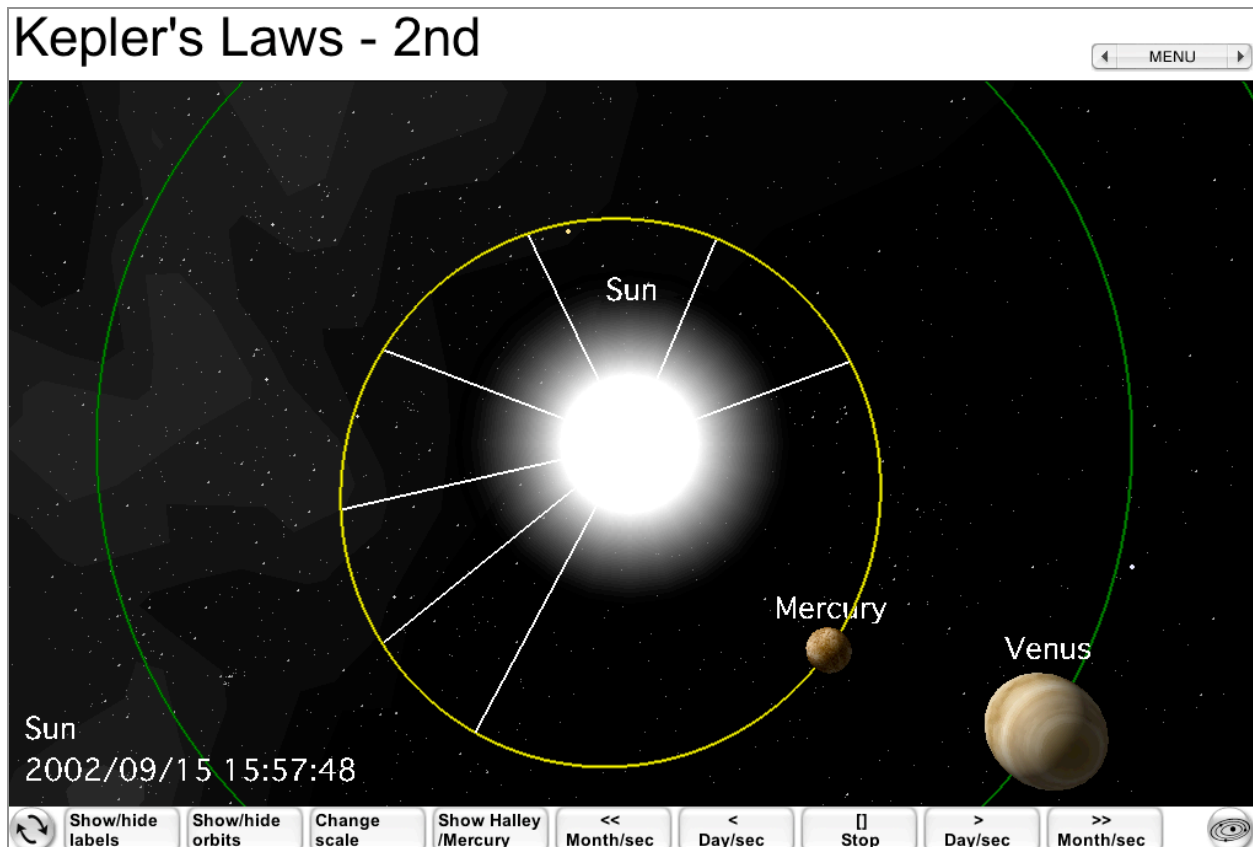 Kepler's Laws - 2nd
MENU
Sun
Mercury
Venus
Sun
2002/09/15 15:57:48
Show/hide labels
Show/hide orbits
Change scale
Show Halley /Mercury
<< Month/sec
< Day/sec
[] Stop
> Day/sec
>> Month/sec